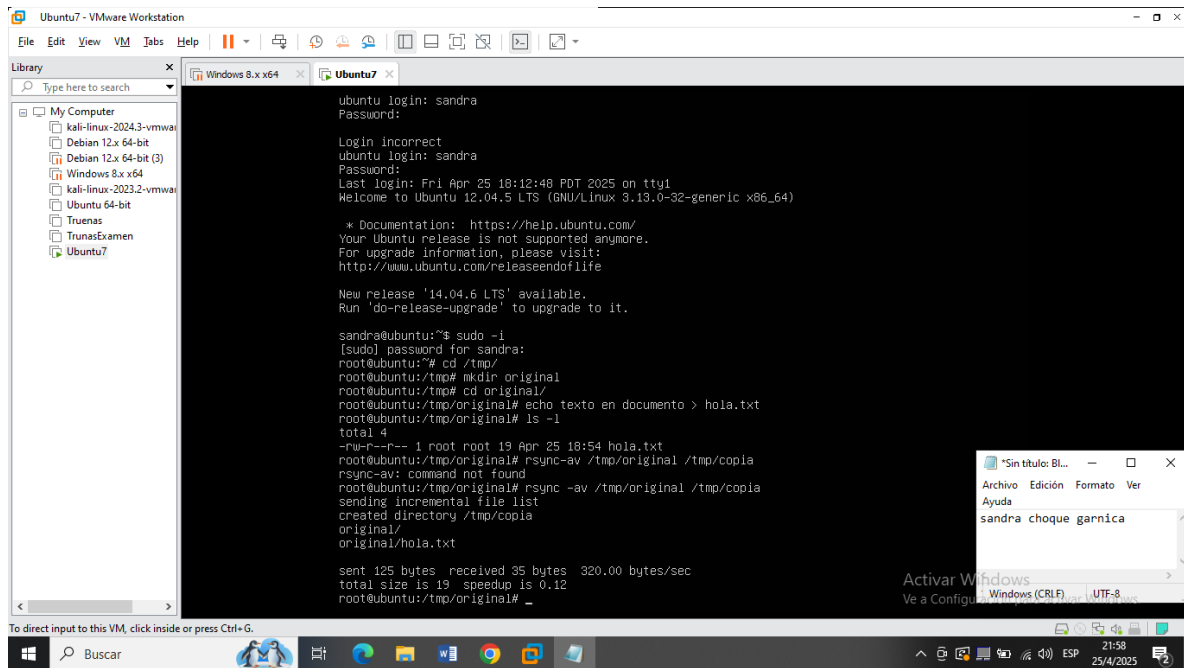 Ubuntu7 - VMware Workstation
File Edit View VM Tabs Help
Library
Type here to search
My Computer
kali-linux-2024.3-vmwar
Debian 12.x 64-bit
Debian 12.x 64-bit (3)
Windows 8.x x64
kali-linux-2023.2-vmwar
Ubuntu 64-bit
Truenas
TrunasExamen
Ubuntu7
Windows 8.x x64 Ubuntu7
ubuntu login: sandra
Password:
Login incorrect
ubuntu login: sandra
Password:
Last login: Fri Apr 25 18:12:48 PDT 2025 on tty1
Welcome to Ubuntu 12.04.5 LTS (GNU/Linux 3.13.0-32-generic x86_64)
* Documentation: https://help.ubuntu.com/
Your Ubuntu release is not supported anymore.
For upgrade information, please visit:
http://www.ubuntu.com/releaseendoflife
New release '14.04.6 LTS' available.
Run 'do-release-upgrade' to upgrade to it.
sandra@ubuntu:~$ sudo -i
[sudo] password for sandra:
root@ubuntu:~# cd /tmp/
root@ubuntu:/tmp# mkdir original
root@ubuntu:/tmp# cd original/
root@ubuntu:/tmp/original# echo texto en documento > hola.txt
root@ubuntu:/tmp/original# ls -l
total 4
-rw-r--r-- 1 root root 19 Apr 25 18:54 hola.txt
root@ubuntu:/tmp/original# rsync-av /tmp/original /tmp/copia
rsync-av: command not found
root@ubuntu:/tmp/original# rsync -av /tmp/original /tmp/copia
sending incremental file list
created directory /tmp/copia
original/
original/hola.txt
sent 125 bytes received 35 bytes 320.00 bytes/sec
total size is 19 speedup is 0.12
root@ubuntu:/tmp/original# _
*Sin título: Bl...
Archivo Edición Formato Ver
Ayuda
sandra choque garnica
Windows (CRLF) UTF-8
Activar Windows
Ve a Configuración para activar Windows.
To direct input to this VM, click inside or press Ctrl+G.
Buscar
ESP
21:58
25/4/2025
2